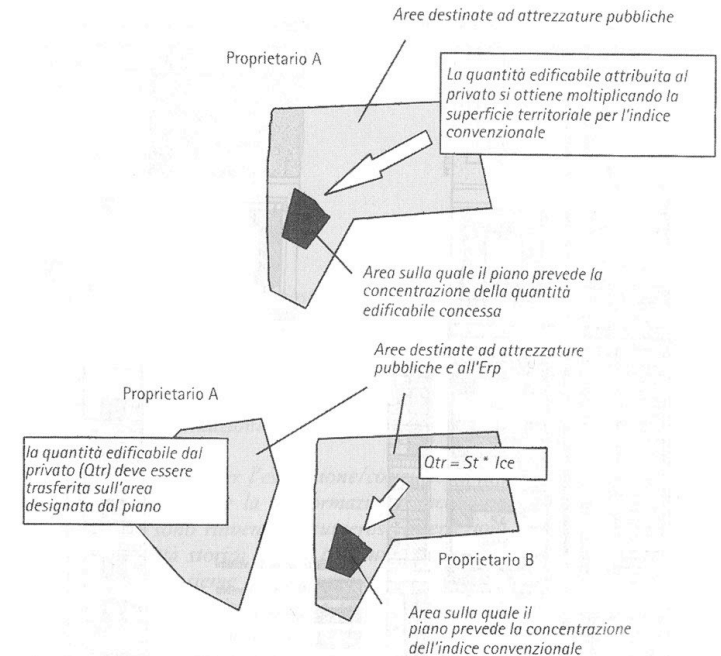 Aree destinate ad attrezzature pubbliche
Proprietario A
La quantità edificabile attribuita al
privato si ottiene moltiplicando la
superficie territoriale per l'indice
convenzionale
Area sulla quale il piano prevede la
concentrazione della quantità
edificabile concessa
Aree destinate ad attrezzature
pubbliche e all'Erp
Proprietario A
la quantità edificabile dal
privato (Qtr) deve essere
trasferita sull'area
designata dal piano
Qtr = St * Ice
Proprietario B
Area sulla quale il
piano prevede la concentrazione
dell'indice convenzionale